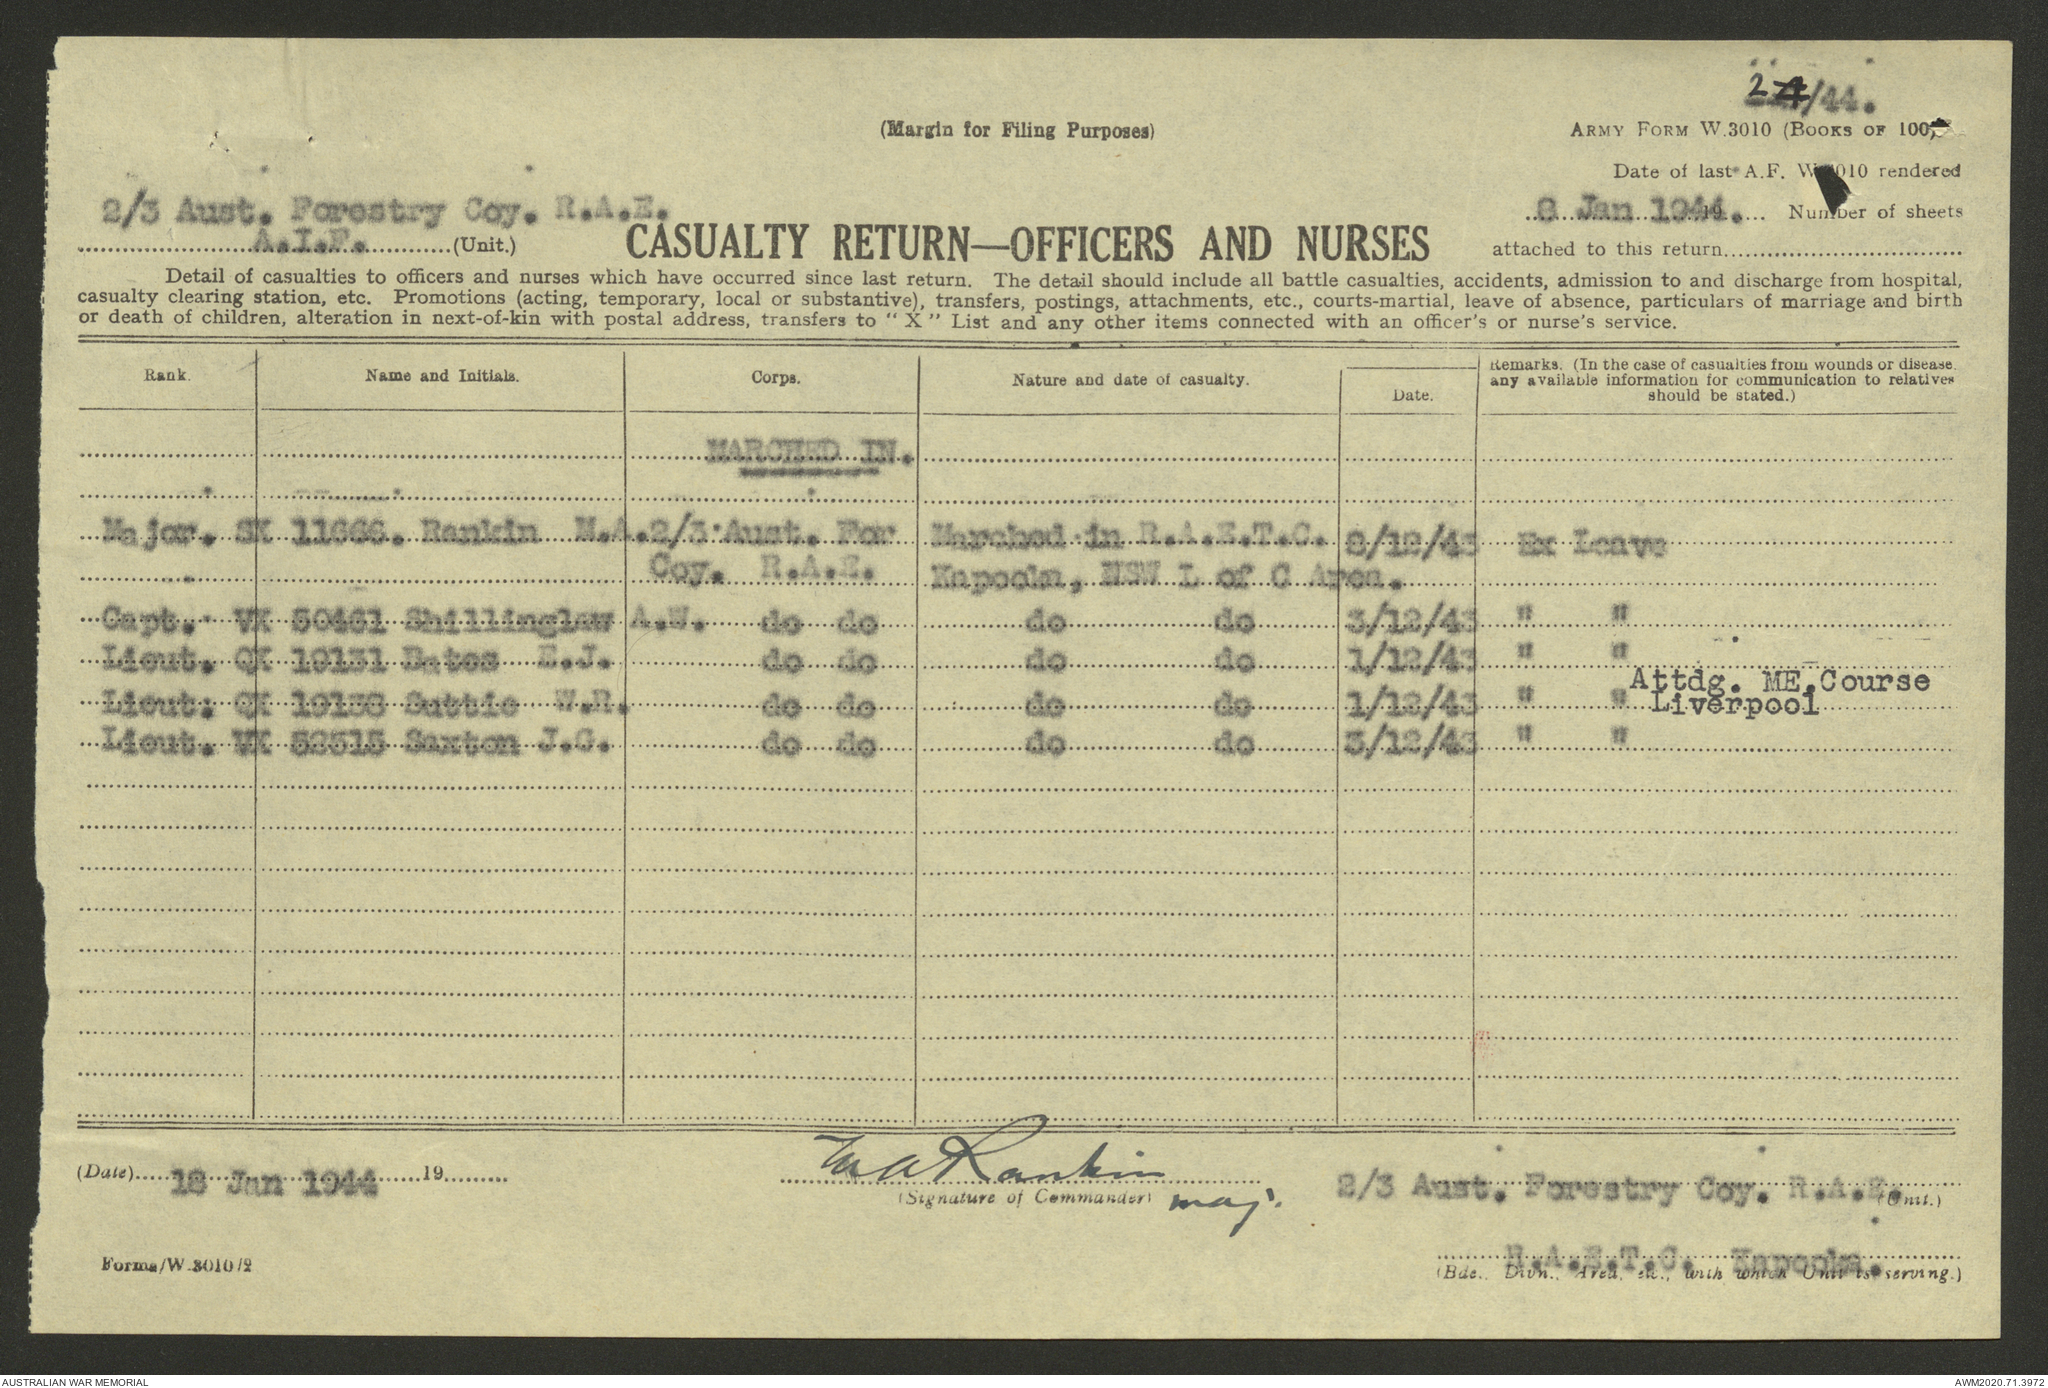 24/44.
(Margin for Filing Purposes)
ARMY FORM W.3010 (BOOKS OF 100)
Date of last A.F. W.3010 rendered
2/3 Aust. Forestry Coy. R.A.E.
8 Jan 1944. 19 Number of sheets
A.I.F. (Unit.)
CASUALTY RETURN—OFFICERS AND NURSES
attached to this return
Detail of casualties to officers and nurses which have occurred since last return. The detail should include all battle casualties, accidents, admission to and discharge from hospital,
casualty clearing station, etc. Promotions (acting, temporary, local or substantive), transfers, postings, attachments, etc., courts-martial, leave of absence, particulars of marriage and birth
or death of children, alteration in next-of-kin with postal address, transfers to "X" List and any other items connected with an officer's or nurse's service.
Rank. Name and Initials. Corps. Nature and date of casualty. Date. Remarks. (In the case of casualties from wounds or disease,
any available information for communication to relatives
should be stated.)
MARCHED IN.
Major. SX 11666. Rankin M.A. 2/3 Aust. For Marched in R.A.E.T.C. 8/12/43 Ex Leave
Coy. R.A.E. Kapooka, NSW L of C Area.
Capt. VX 50461 Shillinglaw A.W. do do do do 3/12/43 " "
Lieut. QX 19131 Bates E.J. do do do do 1/12/43 " "
Attdg. ME.Course
Lieut. QX 19138 Suttie W.R. do do do do 1/12/43 " " Liverpool
Lieut. VX 52515 Saxton J.G. do do do do 3/12/43 " "
(Date) 18 Jan 1944 19
M A Rankin
(Signature of Commander) maj.
2/3 Aust. Forestry Coy. R.A.E. (Unit.)
Forms/W.3010/2
R.A.E.T.C. Kapooka.
(Bde., Divn., Area, etc., with which Unit is serving.)
AUSTRALIAN WAR MEMORIAL
AWM2020.71.3972